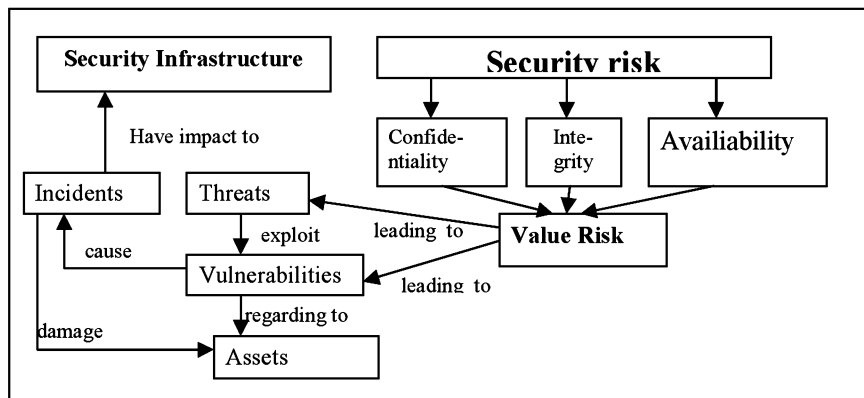 Security Infrastructure
Security risk
Have impact to
Confide-
ntiality
Inte-
grity
Availiability
Incidents
Threats
leading to
Value Risk
exploit
cause
Vulnerabilities
leading to
regarding to
damage
Assets